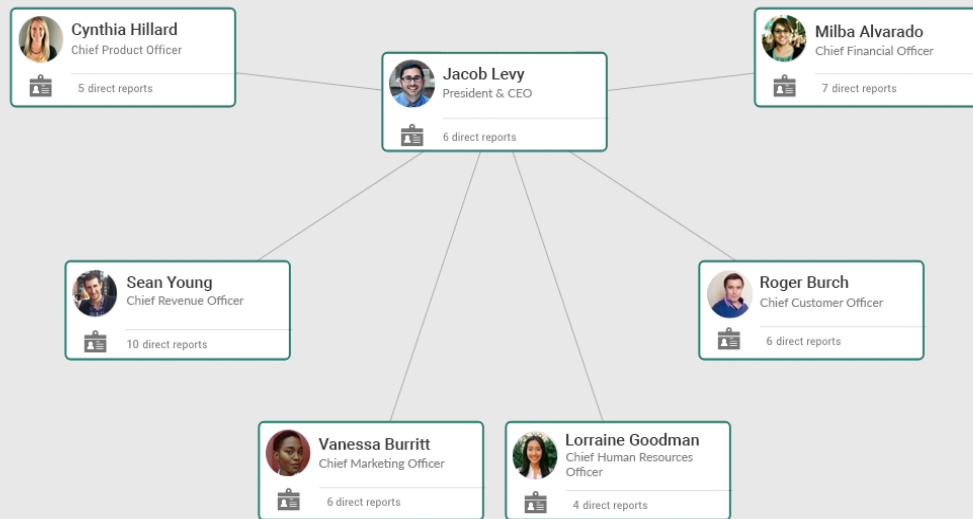 Cynthia Hillard
Chief Product Officer
5 direct reports
Jacob Levy
President & CEO
6 direct reports
Milba Alvarado
Chief Financial Officer
7 direct reports
Sean Young
Chief Revenue Officer
10 direct reports
Roger Burch
Chief Customer Officer
6 direct reports
Vanessa Burritt
Chief Marketing Officer
6 direct reports
Lorraine Goodman
Chief Human Resources
Officer
4 direct reports